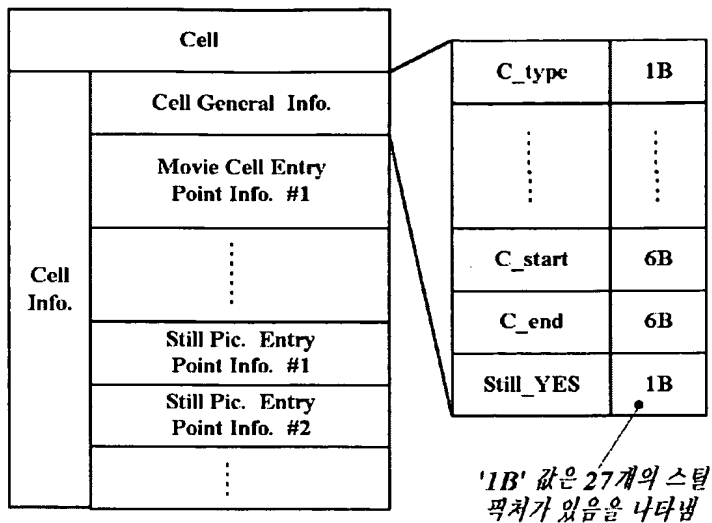 Cell
Cell General Info.
Movie Cell Entry
Point Info. #1
Cell
Info.
Still Pic. Entry
Point Info. #1
Still Pic. Entry
Point Info. #2
C_type 1B
C_start 6B
C_end 6B
Still_YES 1B
'1B' 값은 27개의 스틸
픽처가 있음을 나타냄